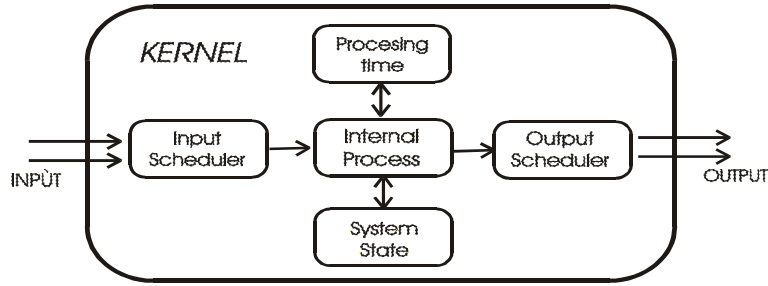 KERNEL
Procesing
time
Input
Scheduler
Internal
Process
Output
Scheduler
INPÙT
OUTPUT
System
State